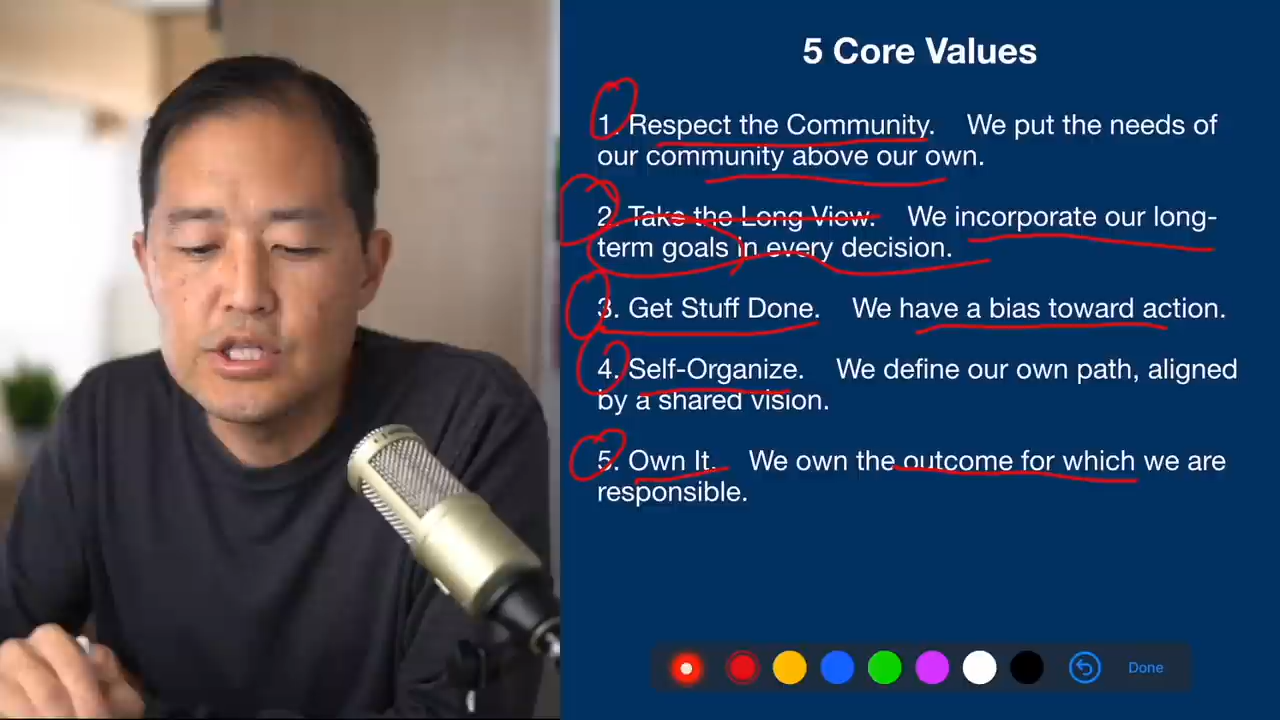 5 Core Values
1. Respect the Community. We put the needs of
our community above our own.
2. Take the Long View. We incorporate our long-
term goals in every decision.
3. Get Stuff Done. We have a bias toward action.
4. Self-Organize. We define our own path, aligned
by a shared vision.
5. Own It. We own the outcome for which we are
responsible.
Done